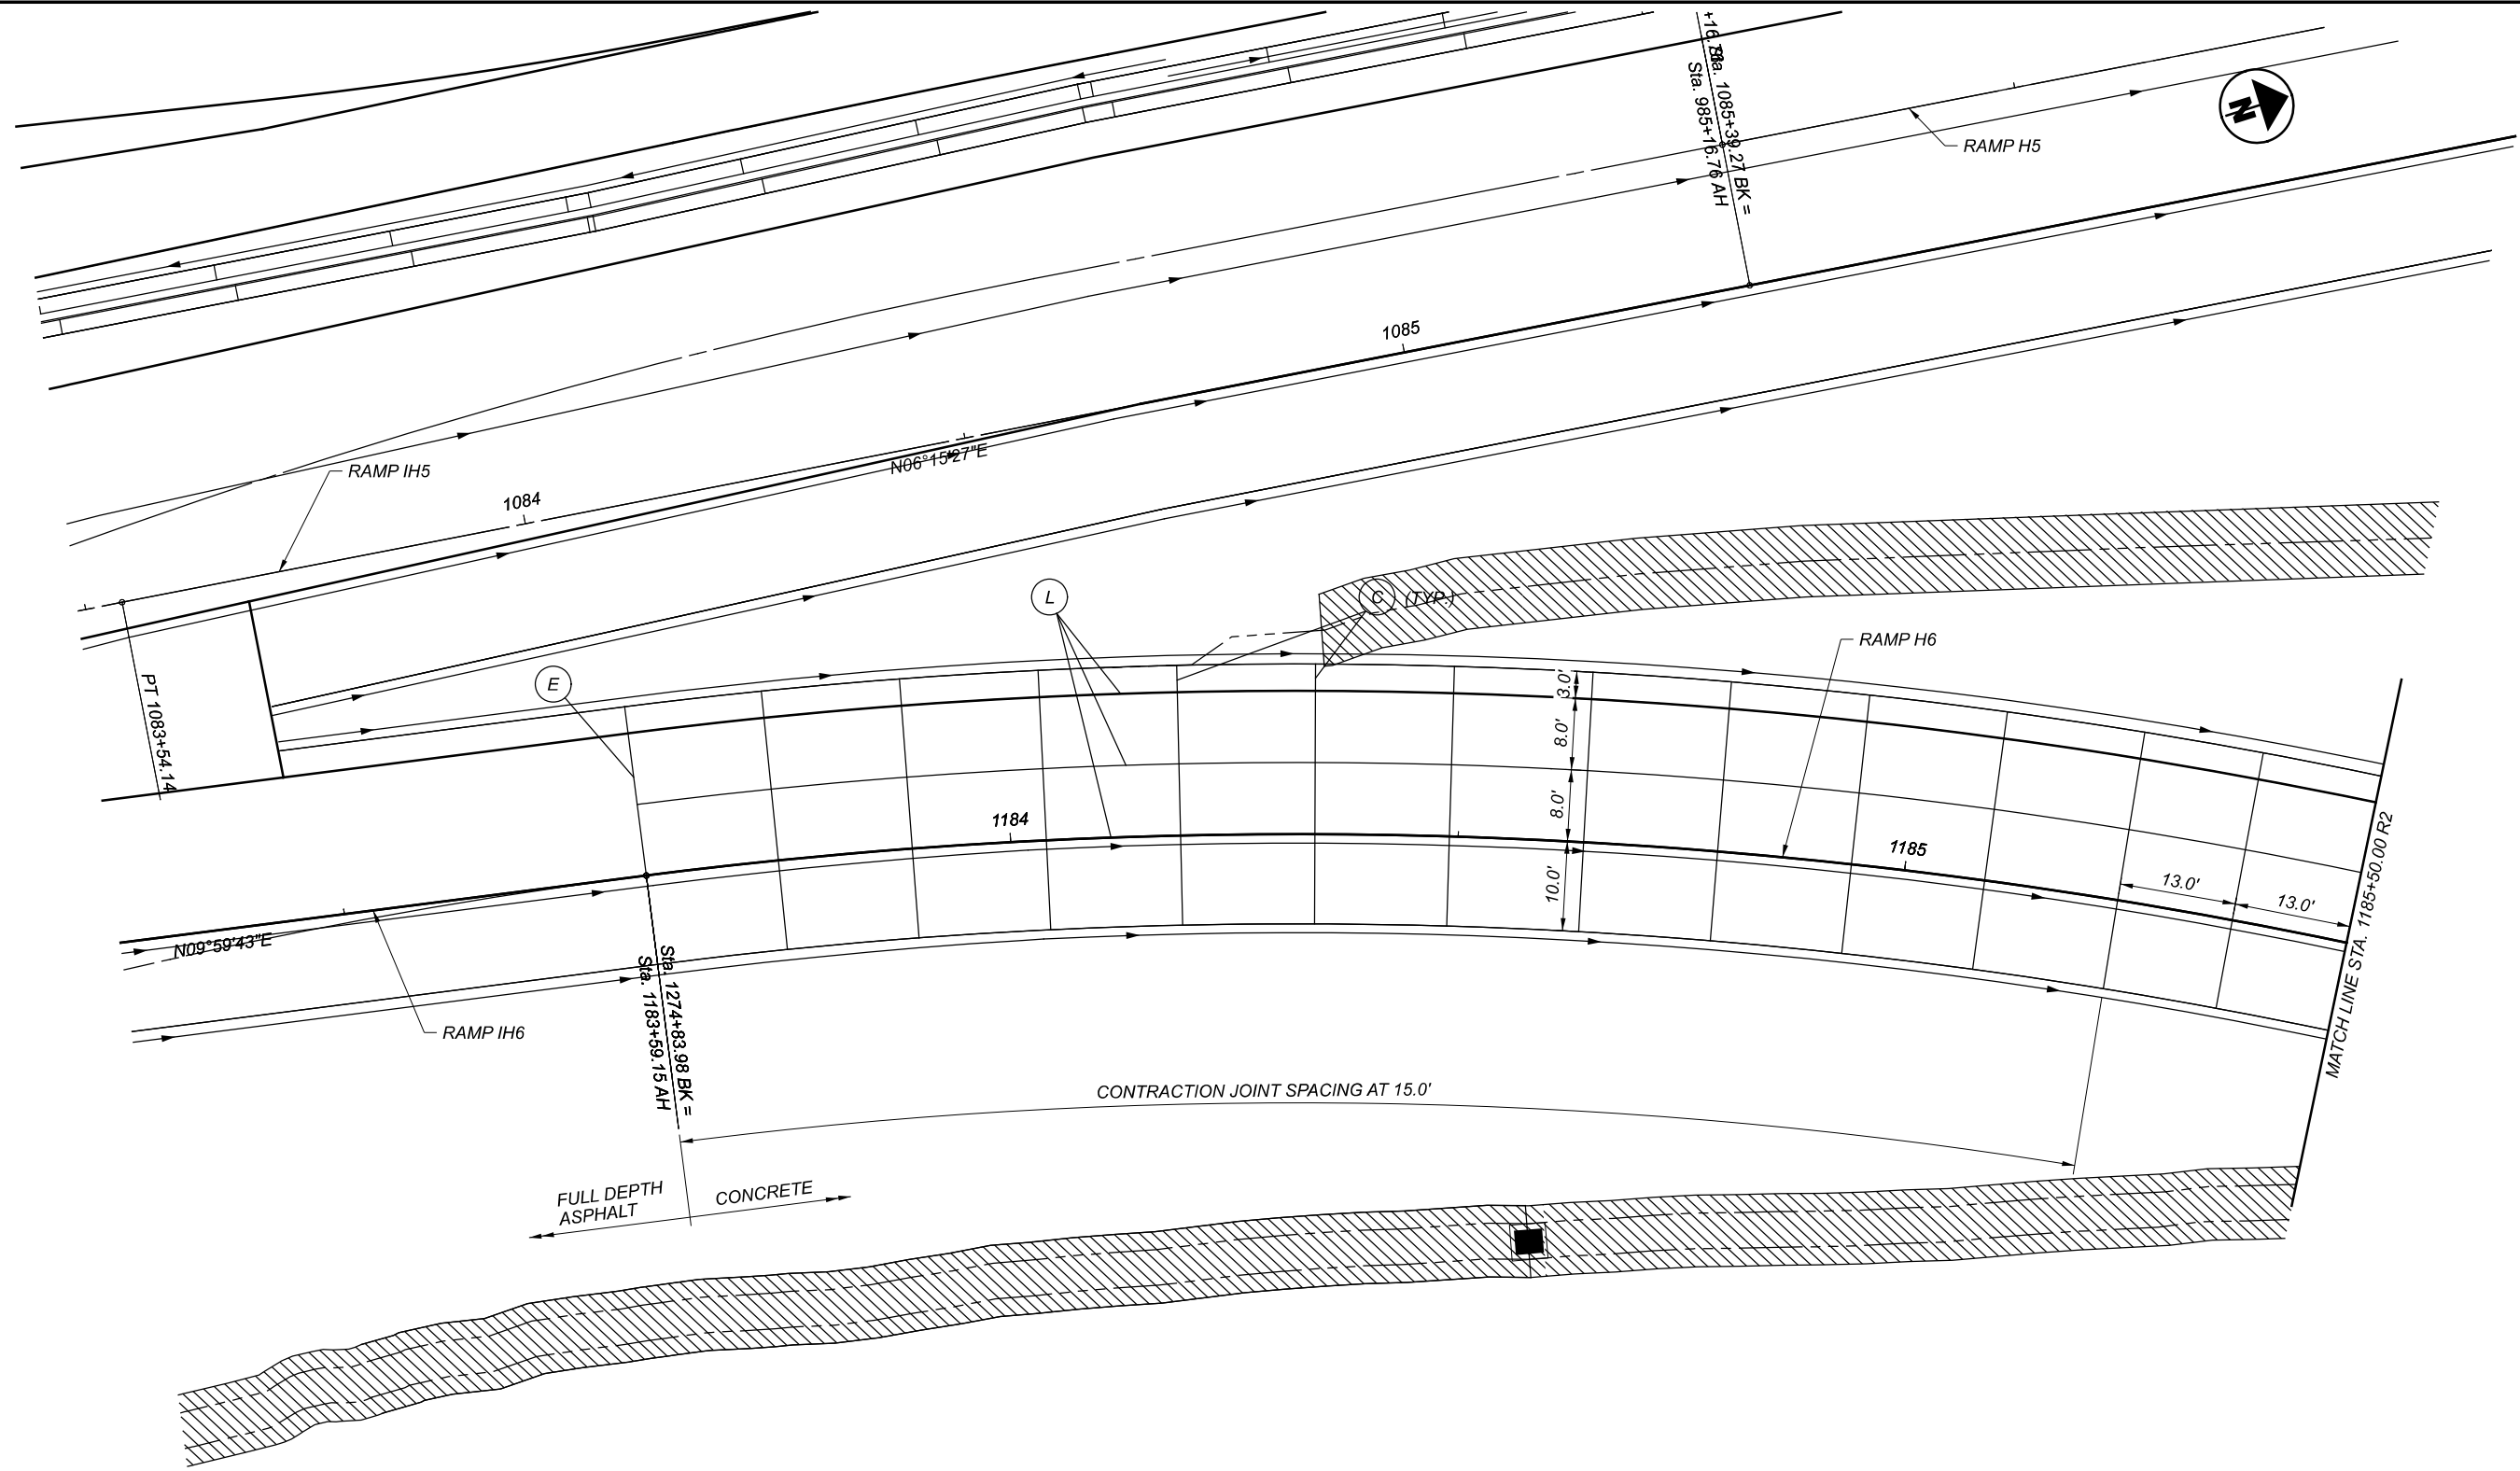 +16.76
Sta. 1085+39.27 BK =
Sta. 985+16.76 AH
N
RAMP H5
1085
N06°15'27"E
RAMP IH5
1084
L
C (TYP.)
RAMP H6
E
PT 1083+54.14
3.0'
8.0'
8.0'
10.0'
1184
1185
13.0'
13.0'
MATCH LINE STA. 1185+50.00 R2
N09°59'43"E
Sta. 1274+83.98 BK =
Sta. 1183+59.15 AH
RAMP IH6
CONTRACTION JOINT SPACING AT 15.0'
FULL DEPTH
ASPHALT
CONCRETE